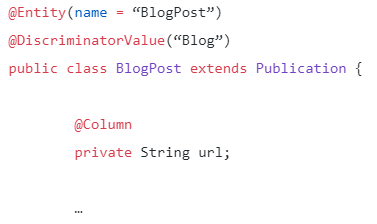 @Entity(name = “BlogPost”)
@DiscriminatorValue(“Blog”)
public class BlogPost extends Publication {
@Column
private String url;
…